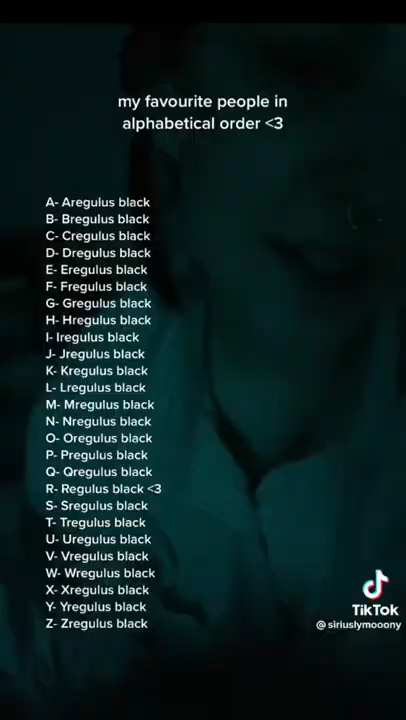 my favourite people in
alphabetical order <3
A- Aregulus black
B- Bregulus black
C- Cregulus black
D- Dregulus black
E- Eregulus black
F- Fregulus black
G- Gregulus black
H- Hregulus black
I- Iregulus black
J- Jregulus black
K- Kregulus black
L- Lregulus black
M- Mregulus black
N- Nregulus black
O- Oregulus black
P- Pregulus black
Q- Qregulus black
R- Regulus black <3
S- Sregulus black
T- Tregulus black
U- Uregulus black
V- Vregulus black
W- Wregulus black
X- Xregulus black
Y- Yregulus black
Z- Zregulus black
TikTok
@siriuslymooony